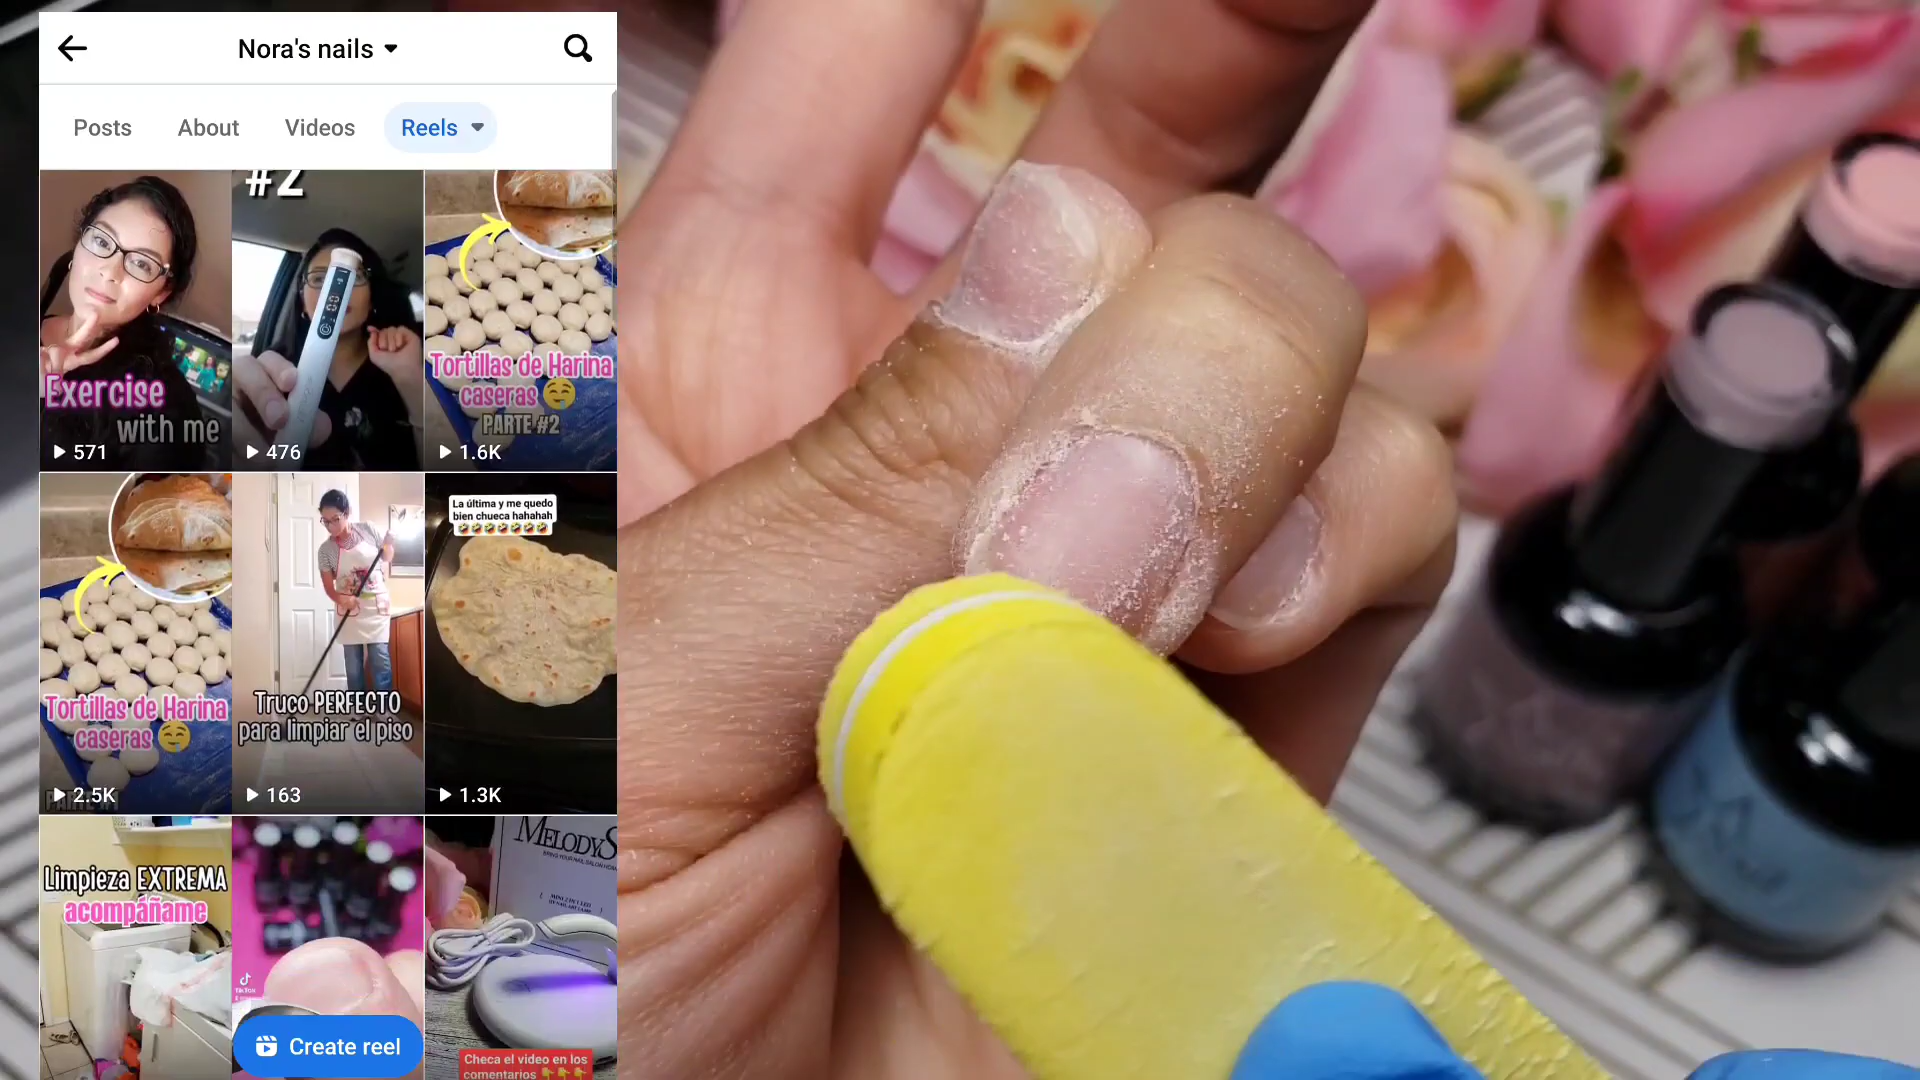 Nora's nails
Posts
About
Videos
Reels
#2
Exercise
with me
571
476
Tortillas de Harina
caseras
PARTE #2
1.6K
Tortillas de Harina
caseras
2.5K
Truco PERFECTO
para limpiar el piso
163
La última y me quedo
bien chueca hahahah
1.3K
Limpieza EXTREMA
acompáñame
TikTok
Create reel
MELODYS
Checa el video en los
comentarios